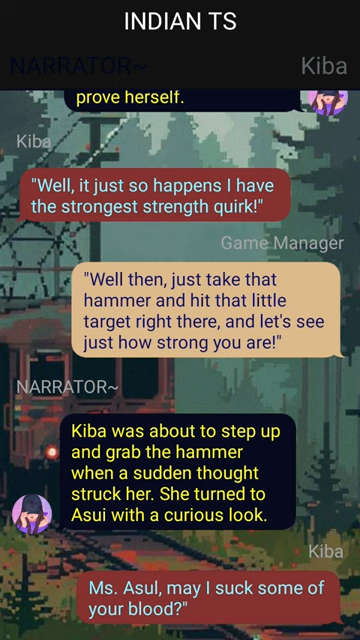 INDIAN TS
NARRATOR~
Kiba
prove herself.
Kiba
"Well, it just so happens I have
the strongest strength quirk!"
Game Manager
"Well then, just take that
hammer and hit that little
target right there, and let's see
just how strong you are!"
NARRATOR~
Kiba was about to step up
and grab the hammer
when a sudden thought
struck her. She turned to
Asui with a curious look.
Kiba
Ms. Asul, may I suck some of
your blood?"